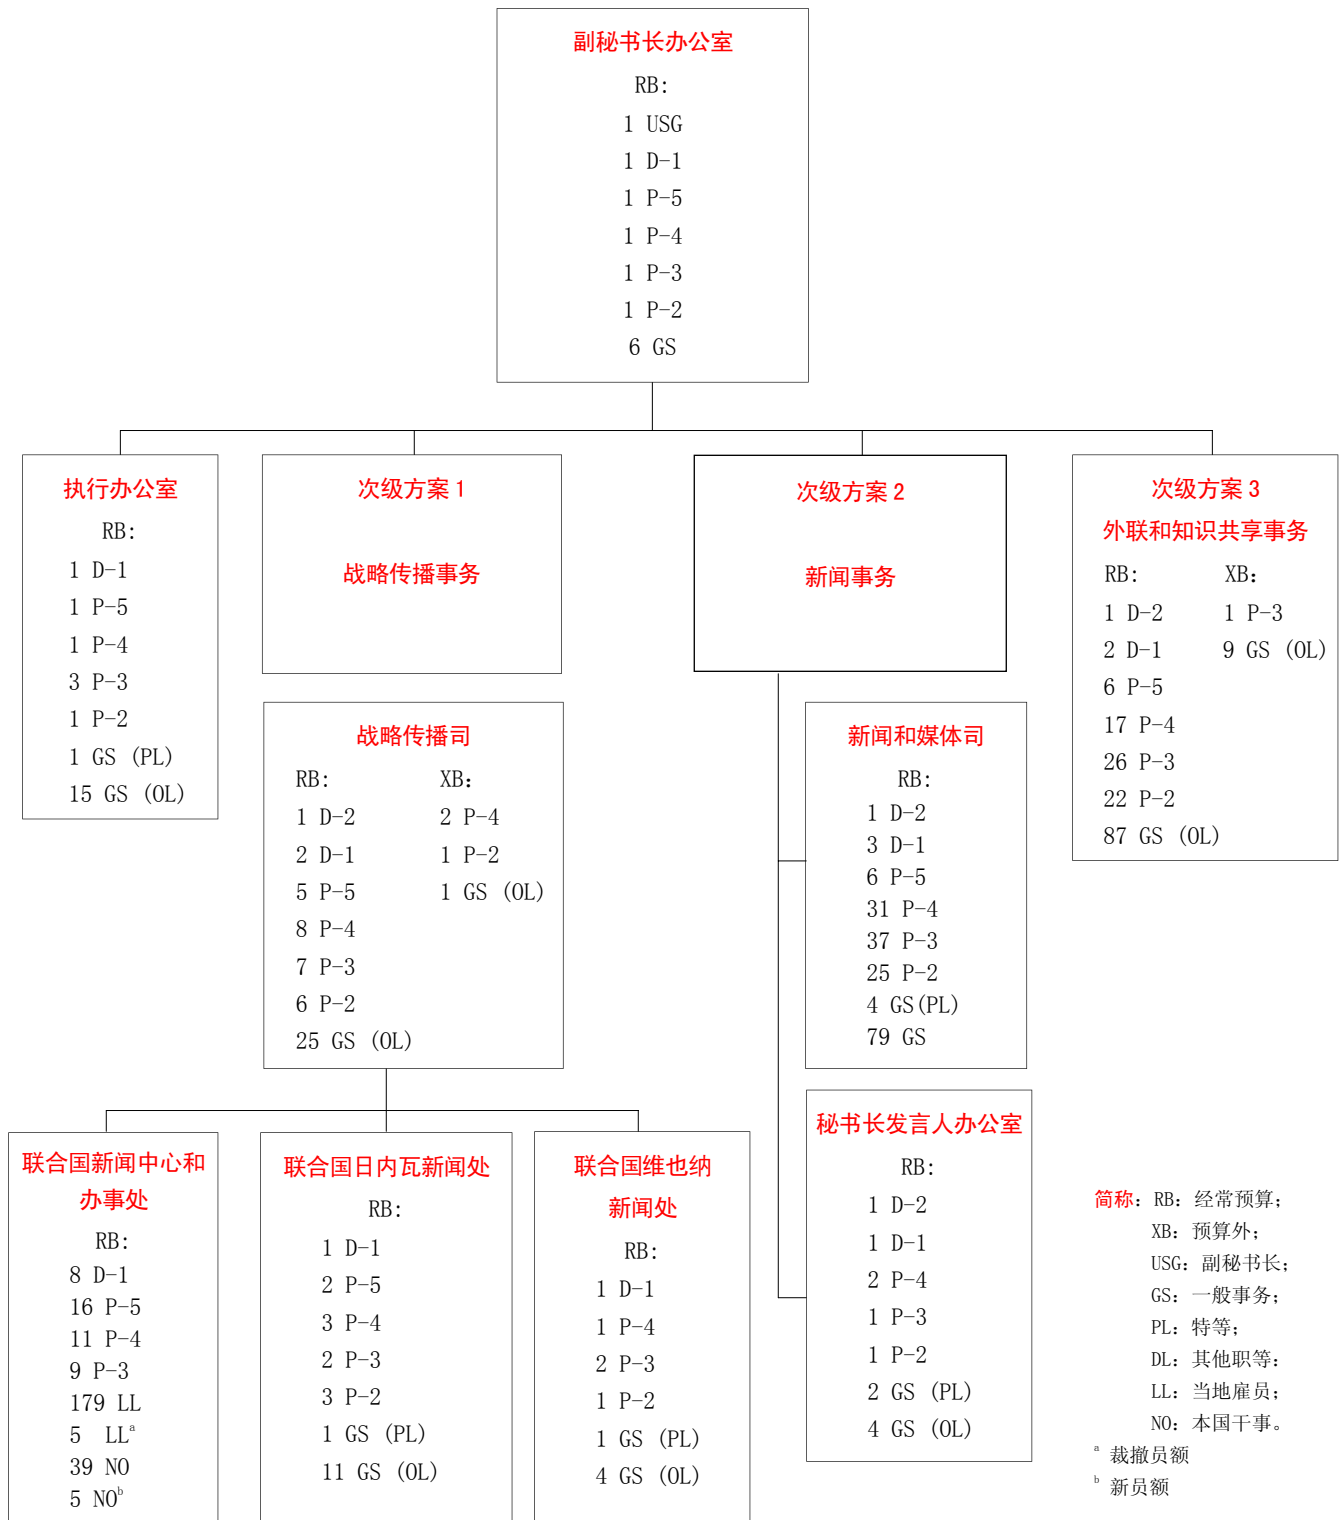 副秘书长办公室
RB:
1 USG
1 D-1
1 P-5
1 P-4
1 P-3
1 P-2
6 GS
执行办公室
RB:
1 D-1
1 P-5
1 P-4
3 P-3
1 P-2
1 GS (PL)
15 GS (OL)
次级方案 1
战略传播事务
次级方案 2
新闻事务
次级方案 3
外联和知识共享事务
RB: XB:
1 D-2 1 P-3
2 D-1 9 GS (OL)
6 P-5
17 P-4
26 P-3
22 P-2
87 GS (OL)
战略传播司
RB: XB:
1 D-2 2 P-4
2 D-1 1 P-2
5 P-5 1 GS (OL)
8 P-4
7 P-3
6 P-2
25 GS (OL)
新闻和媒体司
RB:
1 D-2
3 D-1
6 P-5
31 P-4
37 P-3
25 P-2
4 GS(PL)
79 GS
联合国新闻中心和
办事处
RB:
8 D-1
16 P-5
11 P-4
9 P-3
179 LL
5 LLa
39 NO
5 NOb
联合国日内瓦新闻处
RB:
1 D-1
2 P-5
3 P-4
2 P-3
3 P-2
1 GS (PL)
11 GS (OL)
联合国维也纳
新闻处
RB:
1 D-1
1 P-4
2 P-3
1 P-2
1 GS (PL)
4 GS (OL)
秘书长发言人办公室
RB:
1 D-2
1 D-1
2 P-4
1 P-3
1 P-2
2 GS (PL)
4 GS (OL)
简称：RB：经常预算；
XB：预算外；
USG：副秘书长；
GS：一般事务；
PL：特等；
DL：其他职等：
LL：当地雇员；
NO：本国干事。
a 裁撤员额
b 新员额